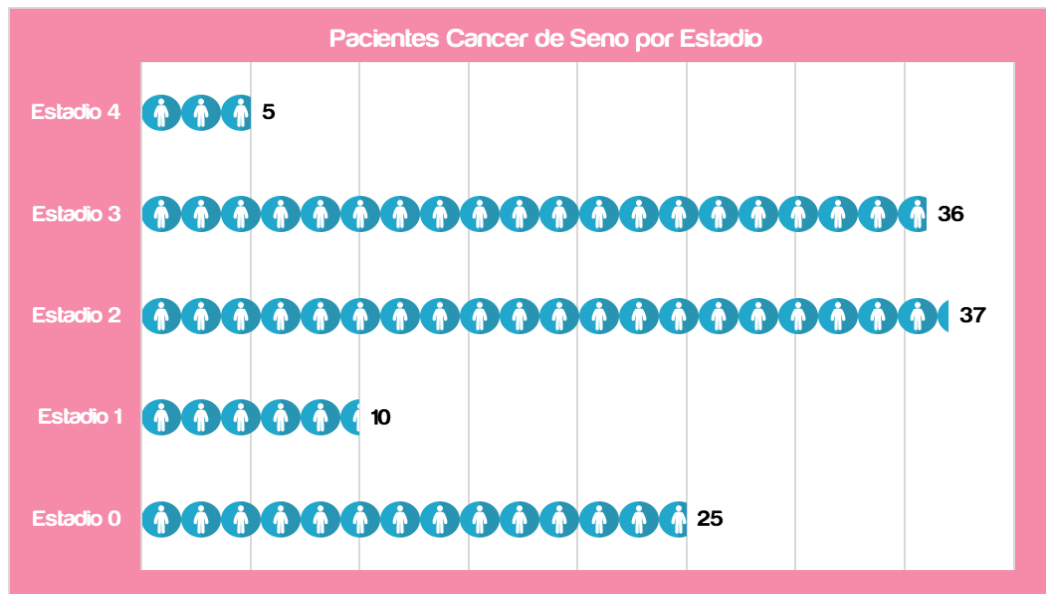 Pacientes Cancer de Seno por Estadio
Estadio 4 5
Estadio 3 36
Estadio 2 37
Estadio 1 10
Estadio 0 25